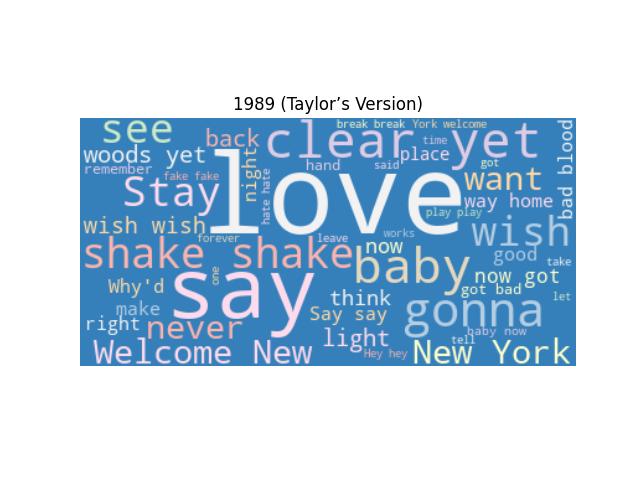 1989 (Taylor’s Version)
see
back
clear
yet
break break
York welcome
time
place
said
got
bad blood
woods yet
remember
fake fake
night
hate hate
hand
love
want
way home
Stay
play play
wish wish
forever
leave
works
now
wish
shake shake
baby
good
take
now got
got bad
let
Why'd
one
say
think
Say say
gonna
make
right
never
light
baby now
tell
Welcome New
Hey hey
New York